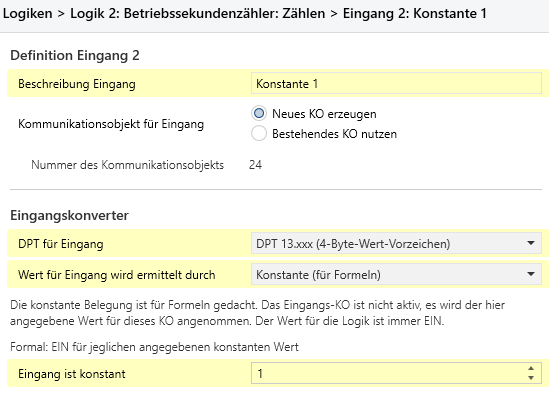 Logiken > Logik 2: Betriebssekundenzähler: Zählen > Eingang 2: Konstante 1
Definition Eingang 2
Beschreibung Eingang Konstante 1
Kommunikationsobjekt für Eingang Neues KO erzeugen
Bestehendes KO nutzen
Nummer des Kommunikationsobjekts 24
Eingangskonverter
DPT für Eingang DPT 13.xxx (4-Byte-Wert-Vorzeichen)
Wert für Eingang wird ermittelt durch Konstante (für Formeln)
Die konstante Belegung ist für Formeln gedacht. Das Eingangs-KO ist nicht aktiv, es wird der hier
angegebene Wert für dieses KO angenommen. Der Wert für die Logik ist immer EIN.
Formal: EIN für jeglichen angegebenen konstanten Wert
Eingang ist konstant 1